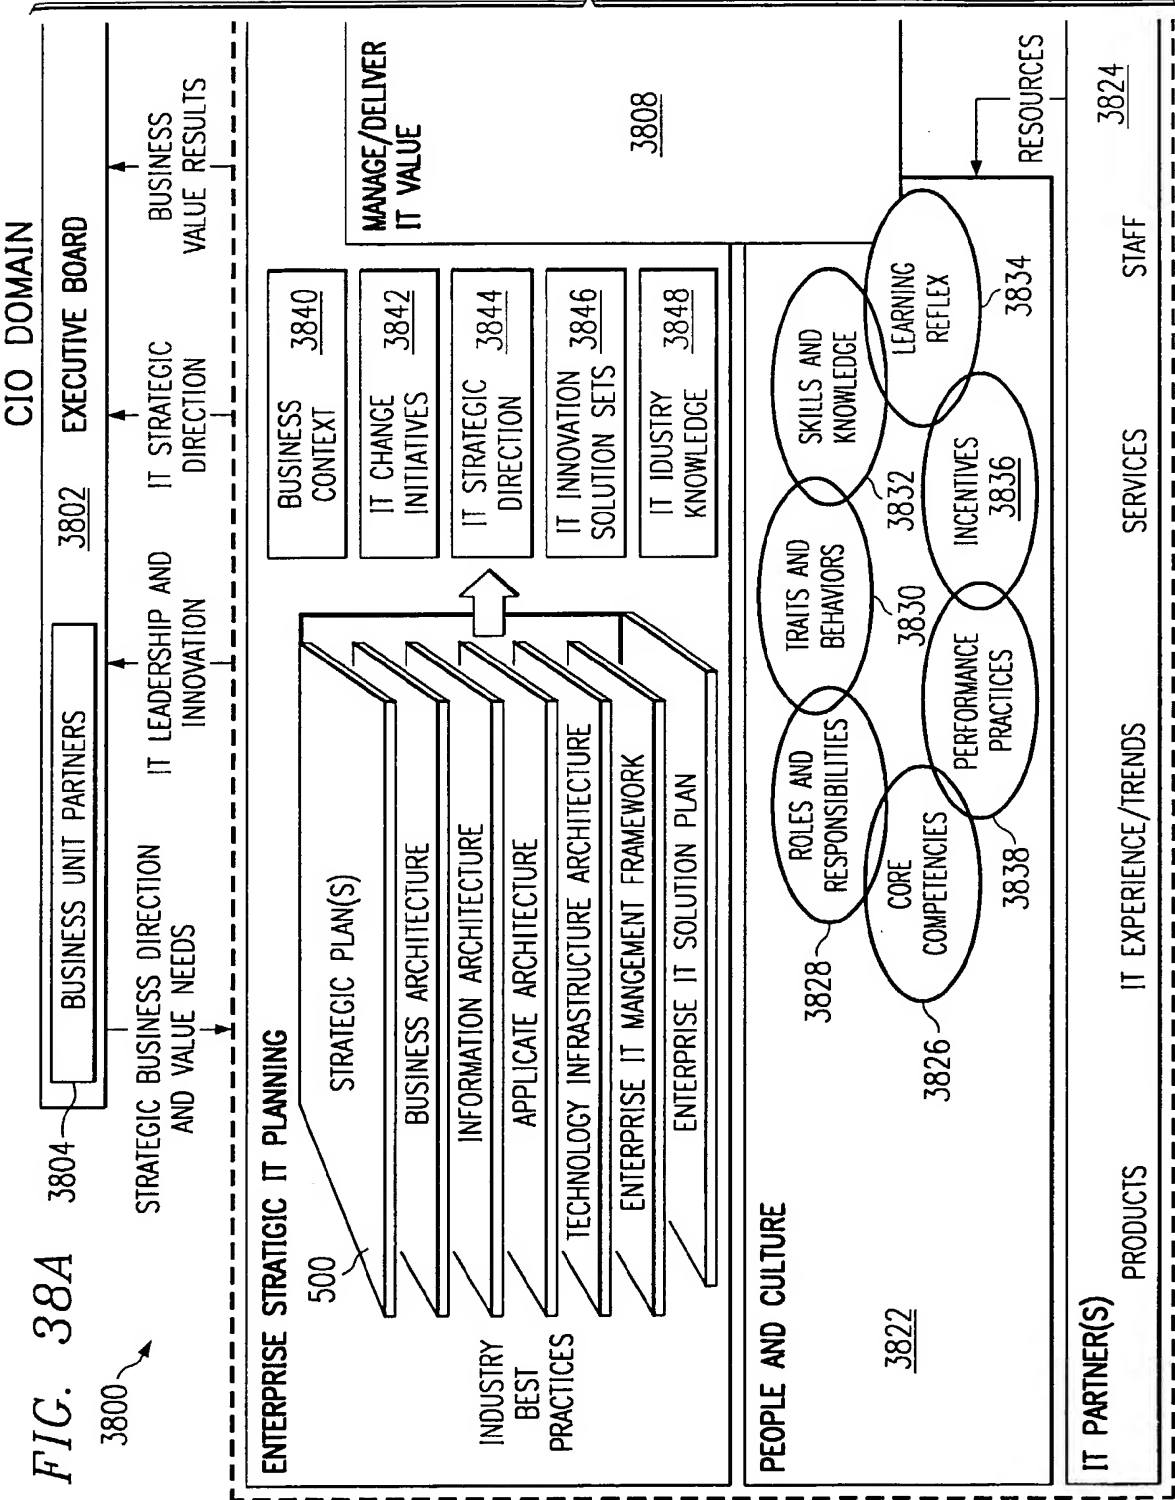 FIG. 38A
CIO DOMAIN
3800
3804
BUSINESS UNIT PARTNERS
3802
EXECUTIVE BOARD
STRATEGIC BUSINESS DIRECTION
AND VALUE NEEDS
IT LEADERSHIP AND
INNOVATION
IT STRATEGIC
DIRECTION
BUSINESS
VALUE RESULTS
ENTERPRISE STRATIGIC IT PLANNING
500
INDUSTRY
BEST
PRACTICES
STRATEGIC PLAN(S)
BUSINESS ARCHITECTURE
INFORMATION ARCHITECTURE
APPLICATE ARCHITECTURE
TECHNOLOGY INFRASTRUCTURE ARCHITECTURE
ENTERPRISE IT MANGEMENT FRAMEWORK
ENTERPRISE IT SOLUTION PLAN
BUSINESS
CONTEXT
3840
IT CHANGE
INITIATIVES
3842
IT STRATEGIC
DIRECTION
3844
IT INNOVATION
SOLUTION SETS
3846
IT IDUSTRY
KNOWLEDGE
3848
MANAGE/DELIVER
IT VALUE
3808
PEOPLE AND CULTURE
3822
3828
ROLES AND
RESPONSIBILITIES
TRAITS AND
BEHAVIORS
3830
SKILLS AND
KNOWLEDGE
3832
LEARNING
REFLEX
3834
3826
CORE
COMPETENCIES
PERFORMANCE
PRACTICES
3838
INCENTIVES
3836
RESOURCES
IT PARTNER(S)
PRODUCTS
IT EXPERIENCE/TRENDS
SERVICES
STAFF
3824